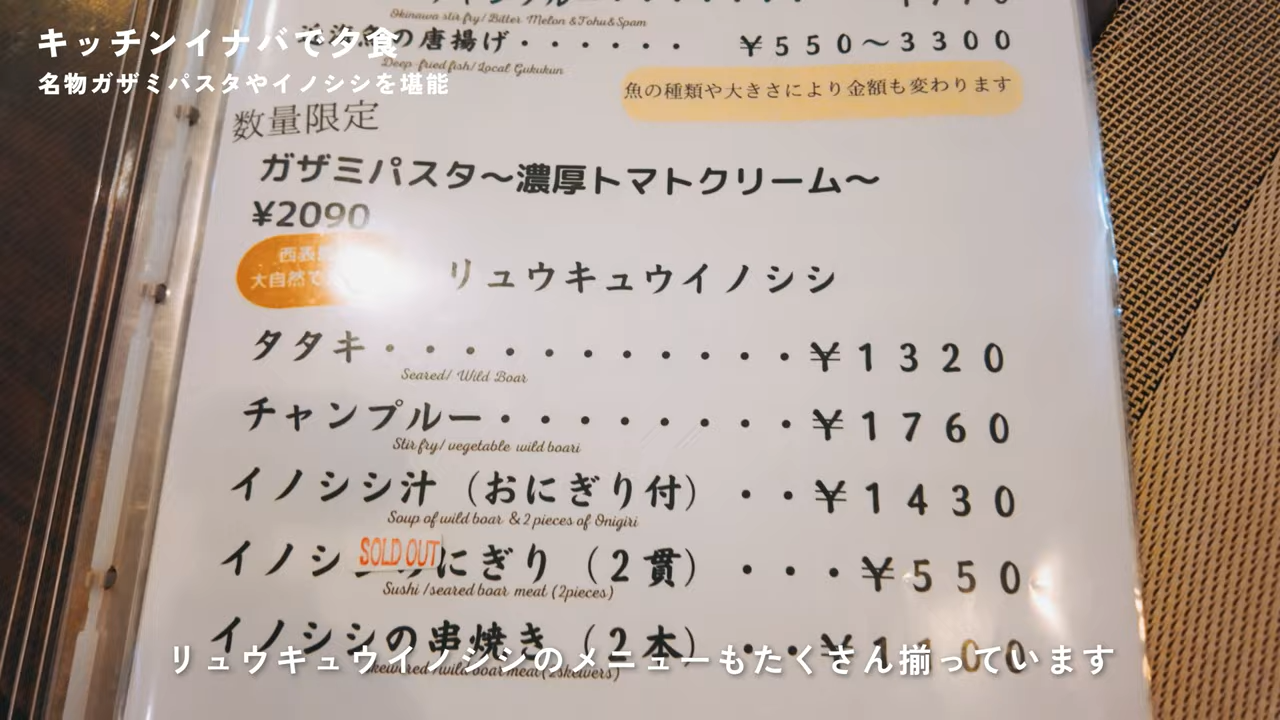 キッチンイナバで夕食
名物ガザミパスタやイノシシを堪能
Okinawa stir fry/ Bitter Melon & Tohu & Spam
の唐揚げ・・・・・・ ¥550〜3300
Deep-fried fish/ Local Gukukun
魚の種類や大きさにより金額も変わります
数量限定
ガザミパスタ〜濃厚トマトクリーム〜
¥2090
西表
大自然で
リュウキュウイノシシ
タタキ・・・・・・・・・・・・¥1320
Seared/ Wild Boar
チャンプルー・・・・・・・・・¥1760
Stir fry/ vegetable wild boari
イノシシ汁（おにぎり付）・・¥1430
Soup of wild boar & 2 pieces of Onigiri
SOLD OUT
イノシ にぎり（2貫）・・・¥550
Sushi /seared boar meat (2pieces)
イノシシの串焼き（2本）・・¥1100
skewered/wild boar meat(2skewers)
リュウキュウイノシシのメニューもたくさん揃っています